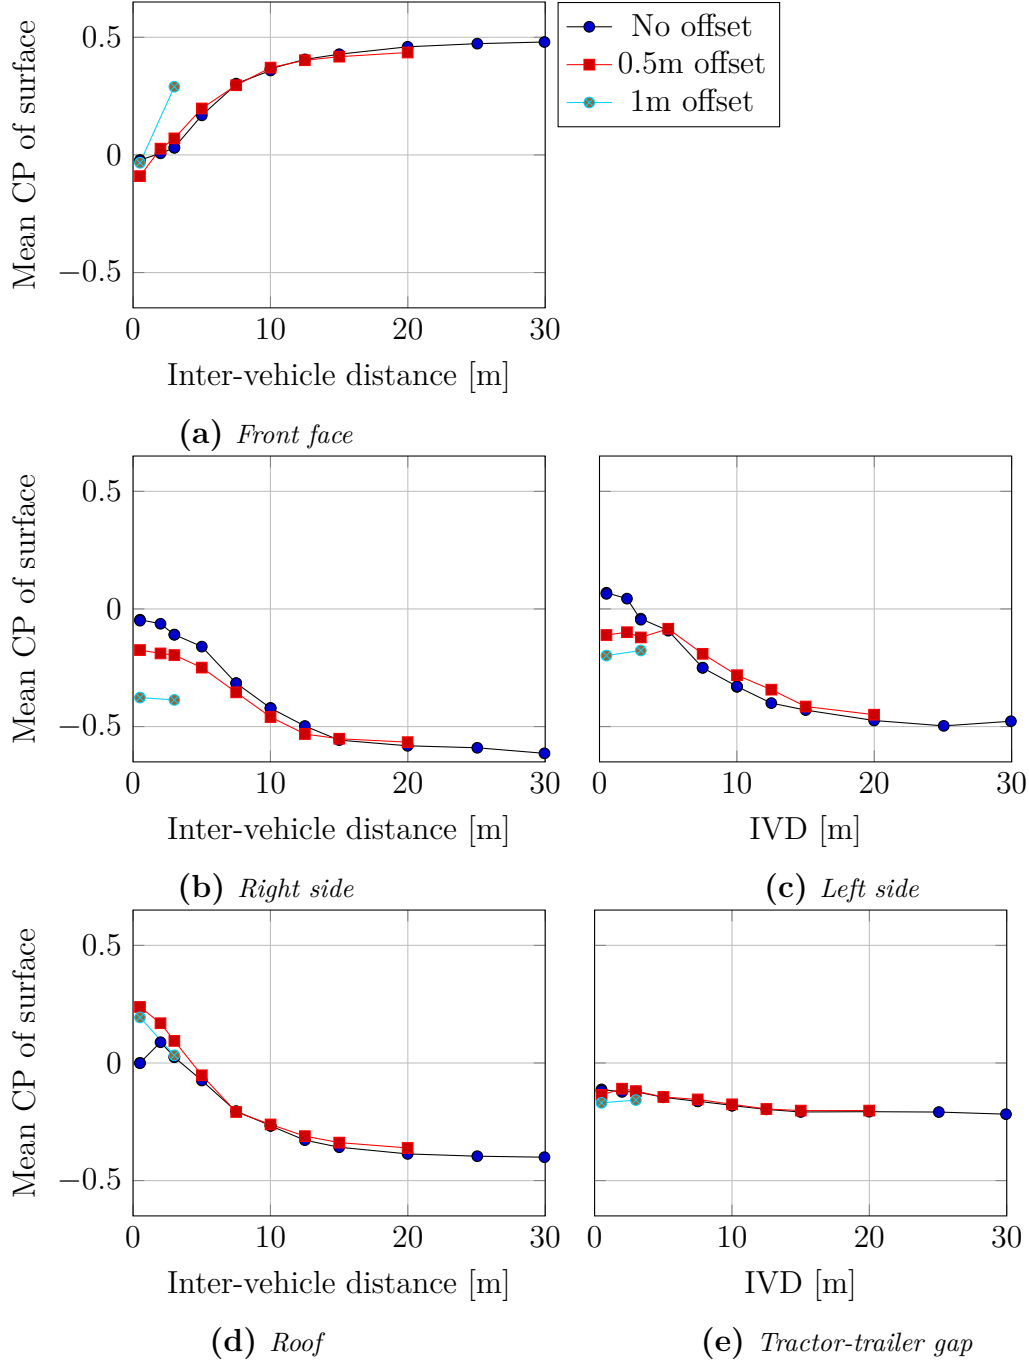 No offset
0.5m offset
1m offset
0.5
0
−0.5
Mean CP of surface
0 10 20 30
Inter-vehicle distance [m]
(a) Front face
0.5
0
−0.5
Mean CP of surface
0 10 20 30
Inter-vehicle distance [m]
(b) Right side
0 10 20 30
IVD [m]
(c) Left side
0.5
0
−0.5
Mean CP of surface
0 10 20 30
Inter-vehicle distance [m]
(d) Roof
0 10 20 30
IVD [m]
(e) Tractor-trailer gap